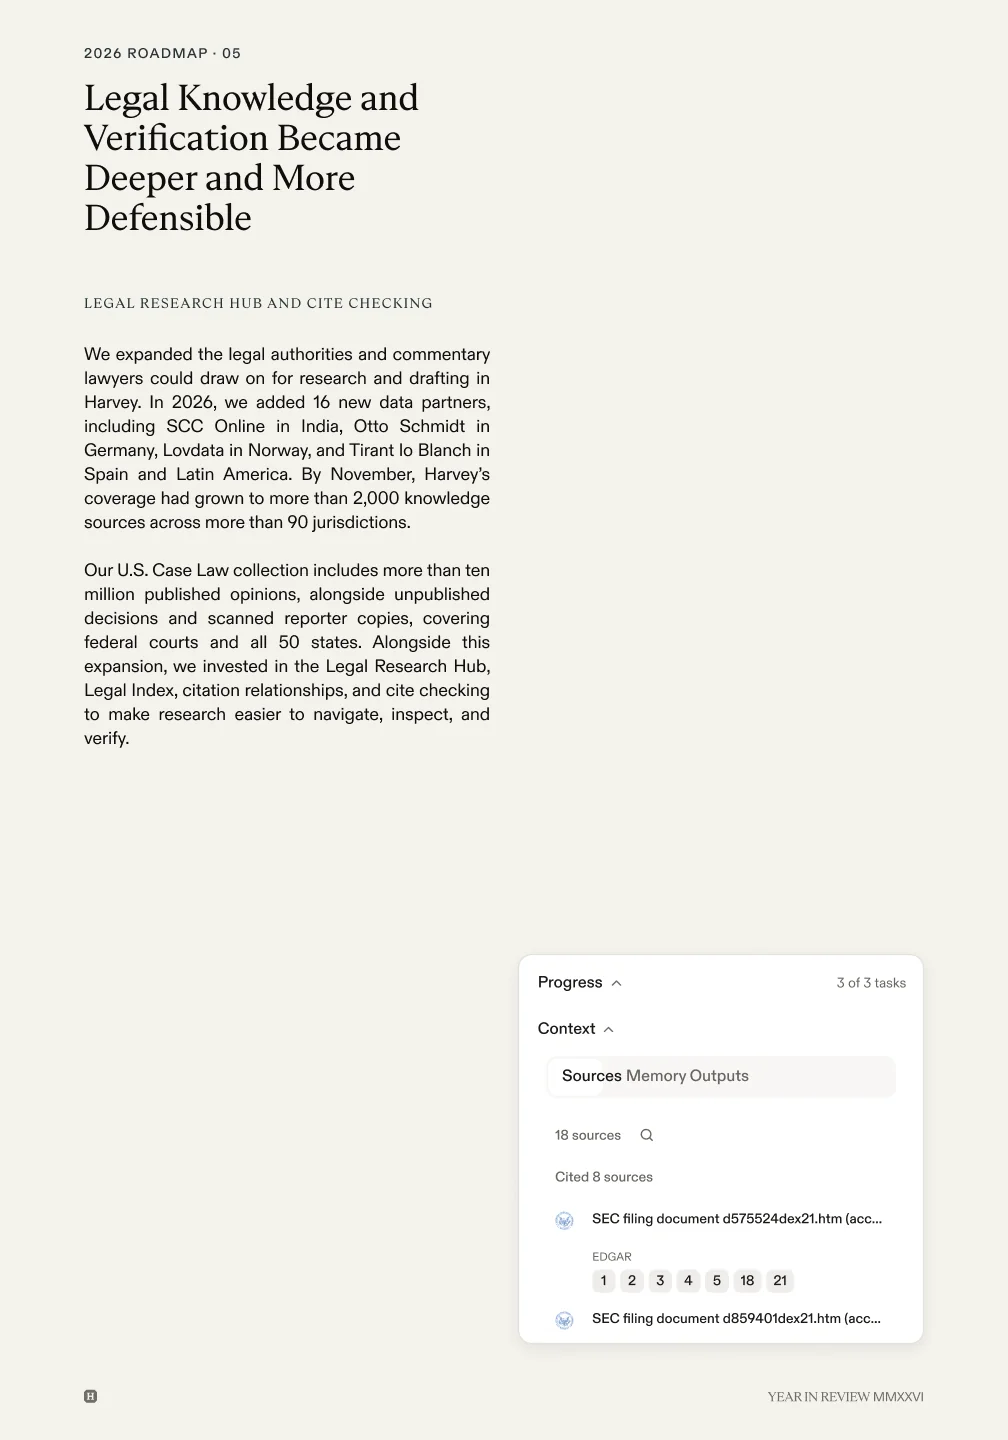 2026 ROADMAP · 05
Legal Knowledge and
Verification Became
Deeper and More
Defensible
LEGAL RESEARCH HUB AND CITE CHECKING
We expanded the legal authorities and commentary
lawyers could draw on for research and drafting in
Harvey. In 2026, we added 16 new data partners,
including SCC Online in India, Otto Schmidt in
Germany, Lovdata in Norway, and Tirant lo Blanch in
Spain and Latin America. By November, Harvey’s
coverage had grown to more than 2,000 knowledge
sources across more than 90 jurisdictions.
Our U.S. Case Law collection includes more than ten
million published opinions, alongside unpublished
decisions and scanned reporter copies, covering
federal courts and all 50 states. Alongside this
expansion, we invested in the Legal Research Hub,
Legal Index, citation relationships, and cite checking
to make research easier to navigate, inspect, and
verify.
Progress 3 of 3 tasks
Context
Sources Memory Outputs
18 sources
Cited 8 sources
SEC filing document d575524dex21.htm (acc...
EDGAR
1 2 3 4 5 18 21
SEC filing document d859401dex21.htm (acc...
H YEAR IN REVIEW MMXXVI